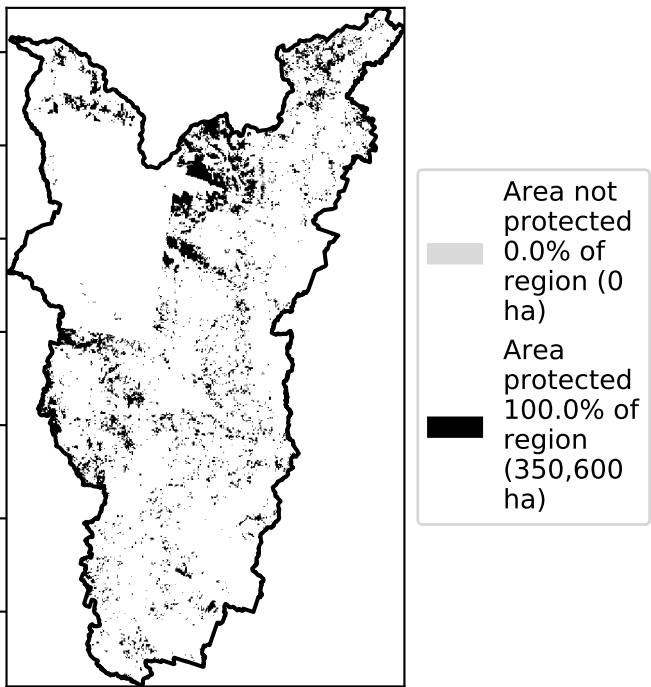 Area not
protected
0.0% of
region (0
ha)
Area
protected
100.0% of
region
(350,600
ha)